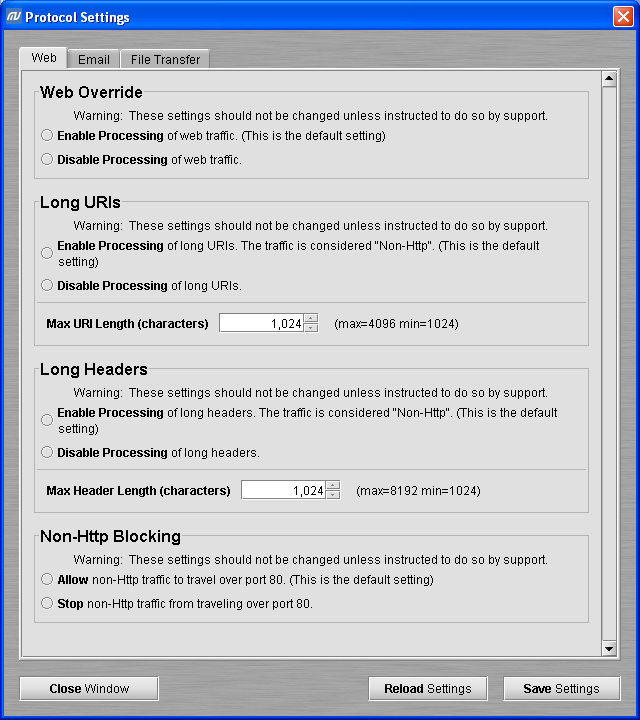 Protocol Settings
Web
Email
File Transfer
Web Override
Warning: These settings should not be changed unless instructed to do so by support.
Enable Processing of web traffic. (This is the default setting)
Disable Processing of web traffic.
Long URIs
Warning: These settings should not be changed unless instructed to do so by support.
Enable Processing of long URIs. The traffic is considered "Non-Http". (This is the default
setting)
Disable Processing of long URIs.
Max URI Length (characters) 1,024 (max=4096 min=1024)
Long Headers
Warning: These settings should not be changed unless instructed to do so by support.
Enable Processing of long headers. The traffic is considered "Non-Http". (This is the default
setting)
Disable Processing of long headers.
Max Header Length (characters) 1,024 (max=8192 min=1024)
Non-Http Blocking
Warning: These settings should not be changed unless instructed to do so by support.
Allow non-Http traffic to travel over port 80. (This is the default setting)
Stop non-Http traffic from traveling over port 80.
Close Window
Reload Settings
Save Settings